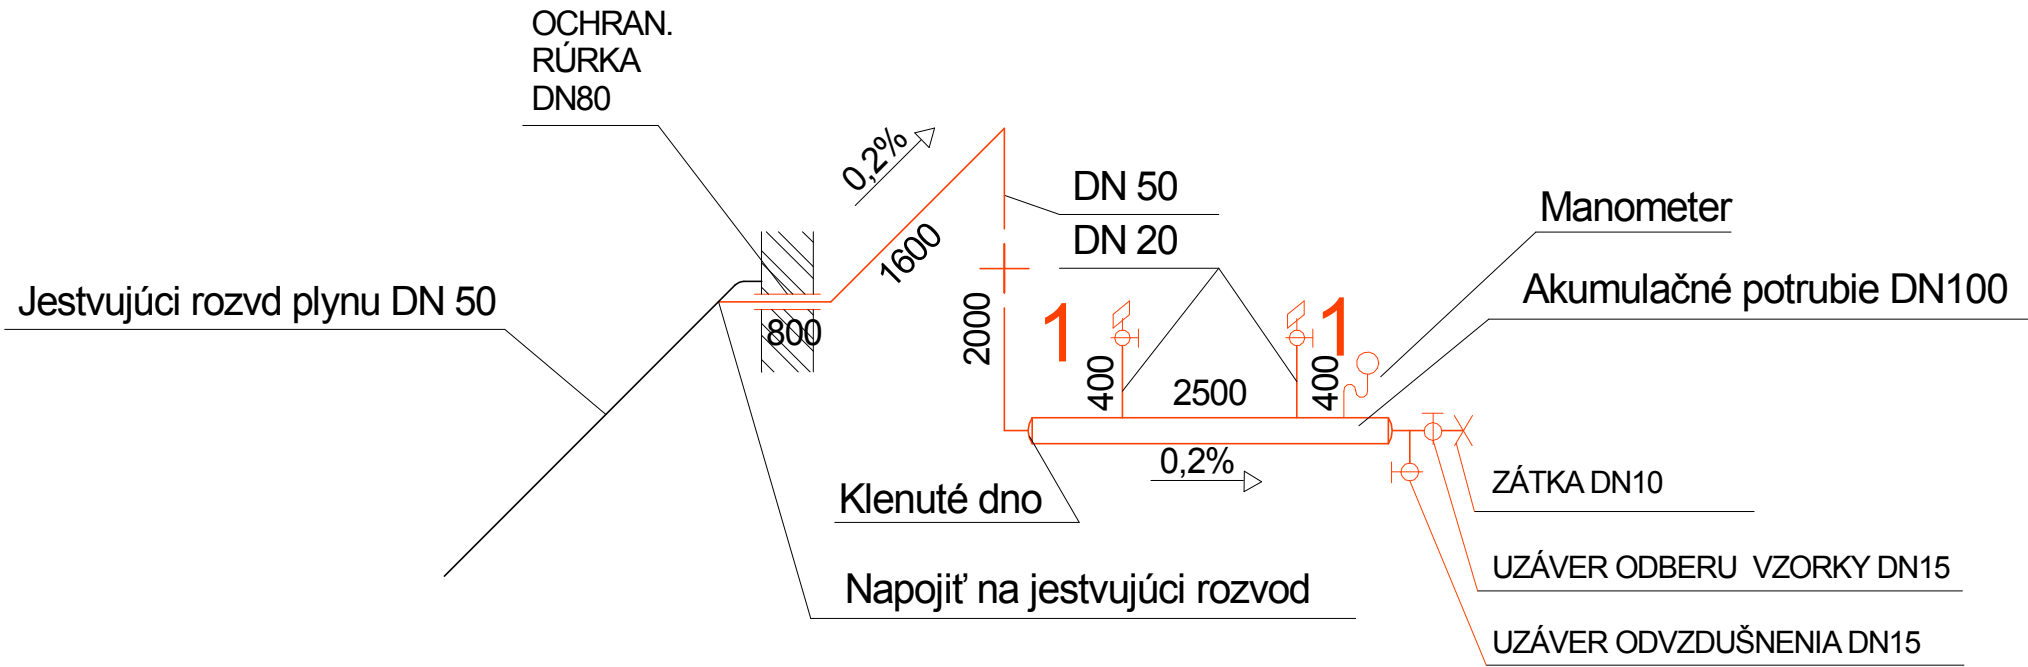 OCHRAN.
RÚRKA
DN80
0,2%
1600
DN 50
DN 20
Manometer
Akumulačné potrubie DN100
Jestvujúci rozvd plynu DN 50
800
2000
1
1
400
2500
400
0,2%
Klenuté dno
ZÁTKA DN10
Napojiť na jestvujúci rozvod
UZÁVER ODBERU VZORKY DN15
UZÁVER ODVZDUŠNENIA DN15